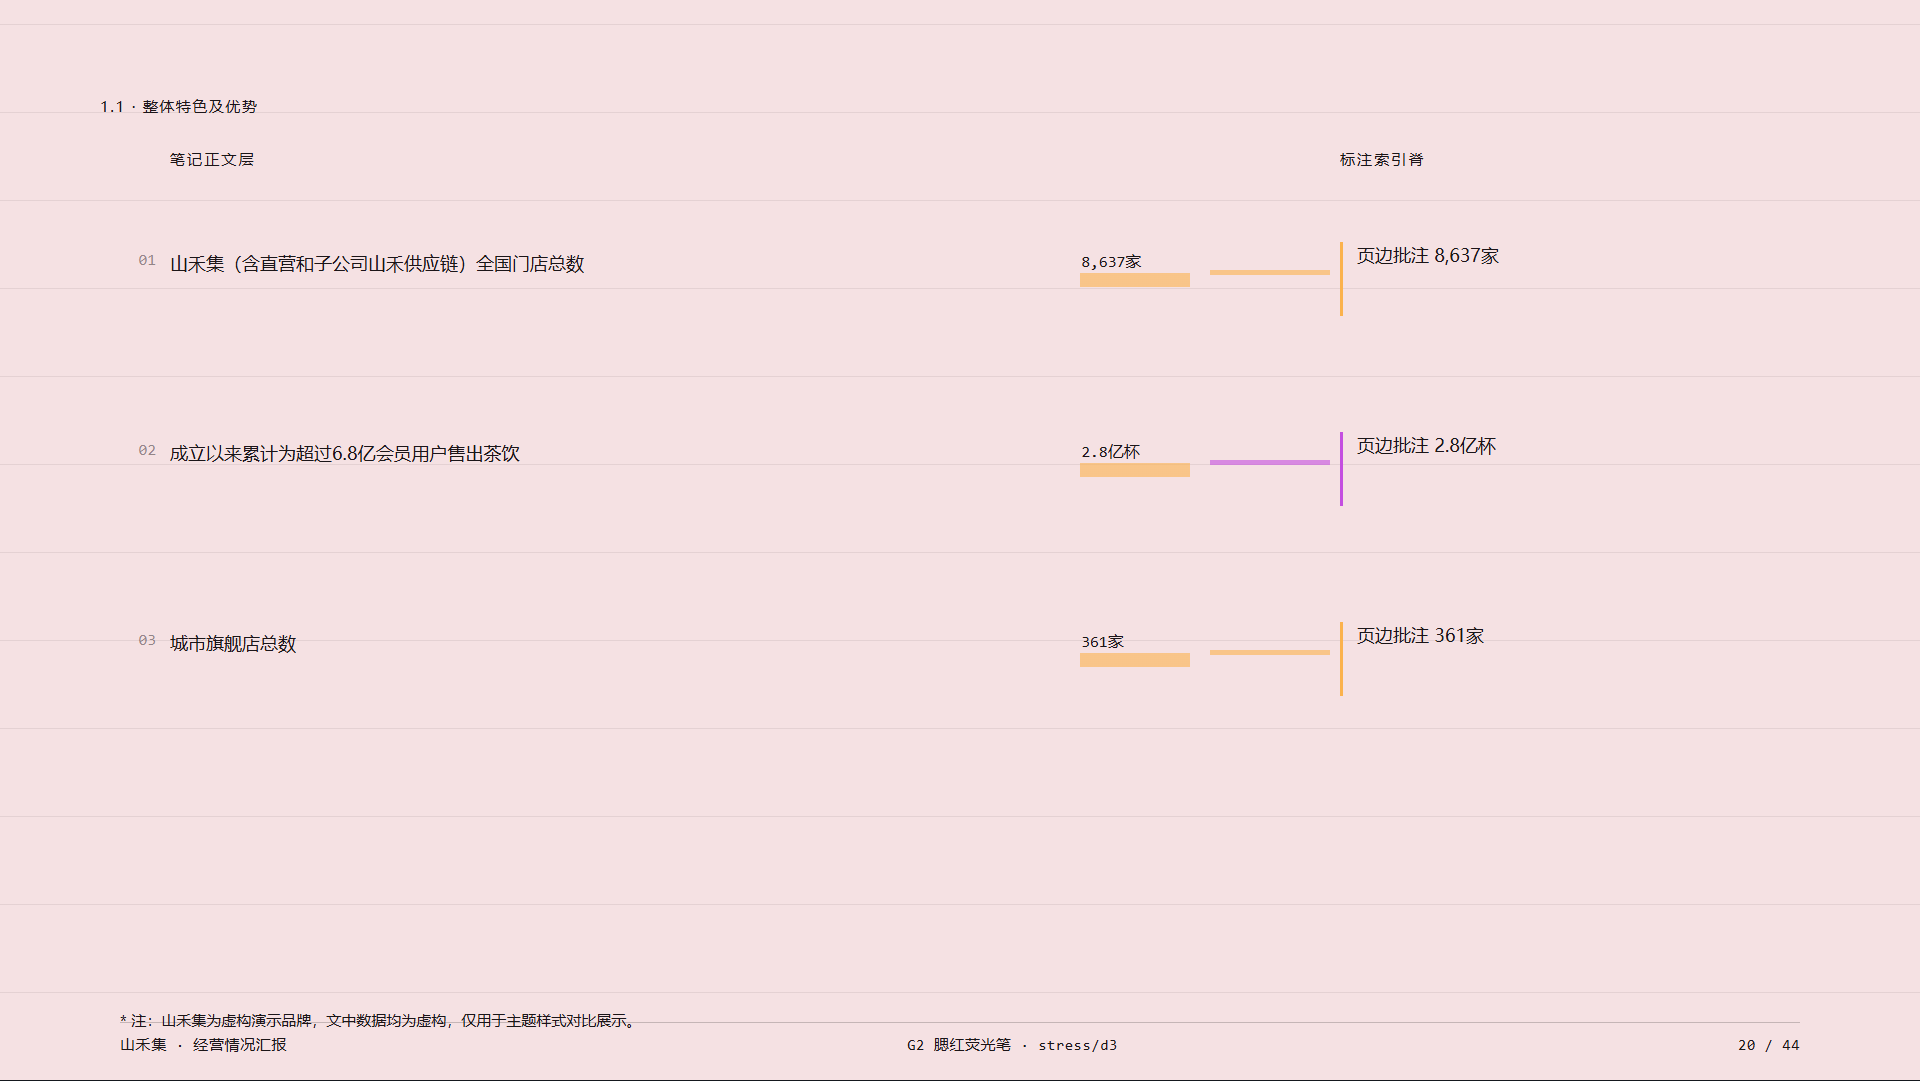 1.1 · 整体特色及优势
笔记正文层
标注索引脊
01 山禾集（含直营和子公司山禾供应链）全国门店总数
8,637家
页边批注 8,637家
02 成立以来累计为超过6.8亿会员用户售出茶饮
2.8亿杯
页边批注 2.8亿杯
03 城市旗舰店总数
361家
页边批注 361家
* 注：山禾集为虚构演示品牌，文中数据均为虚构，仅用于主题样式对比展示。
山禾集 · 经营情况汇报
G2 腮红荧光笔 · stress/d3
20 / 44